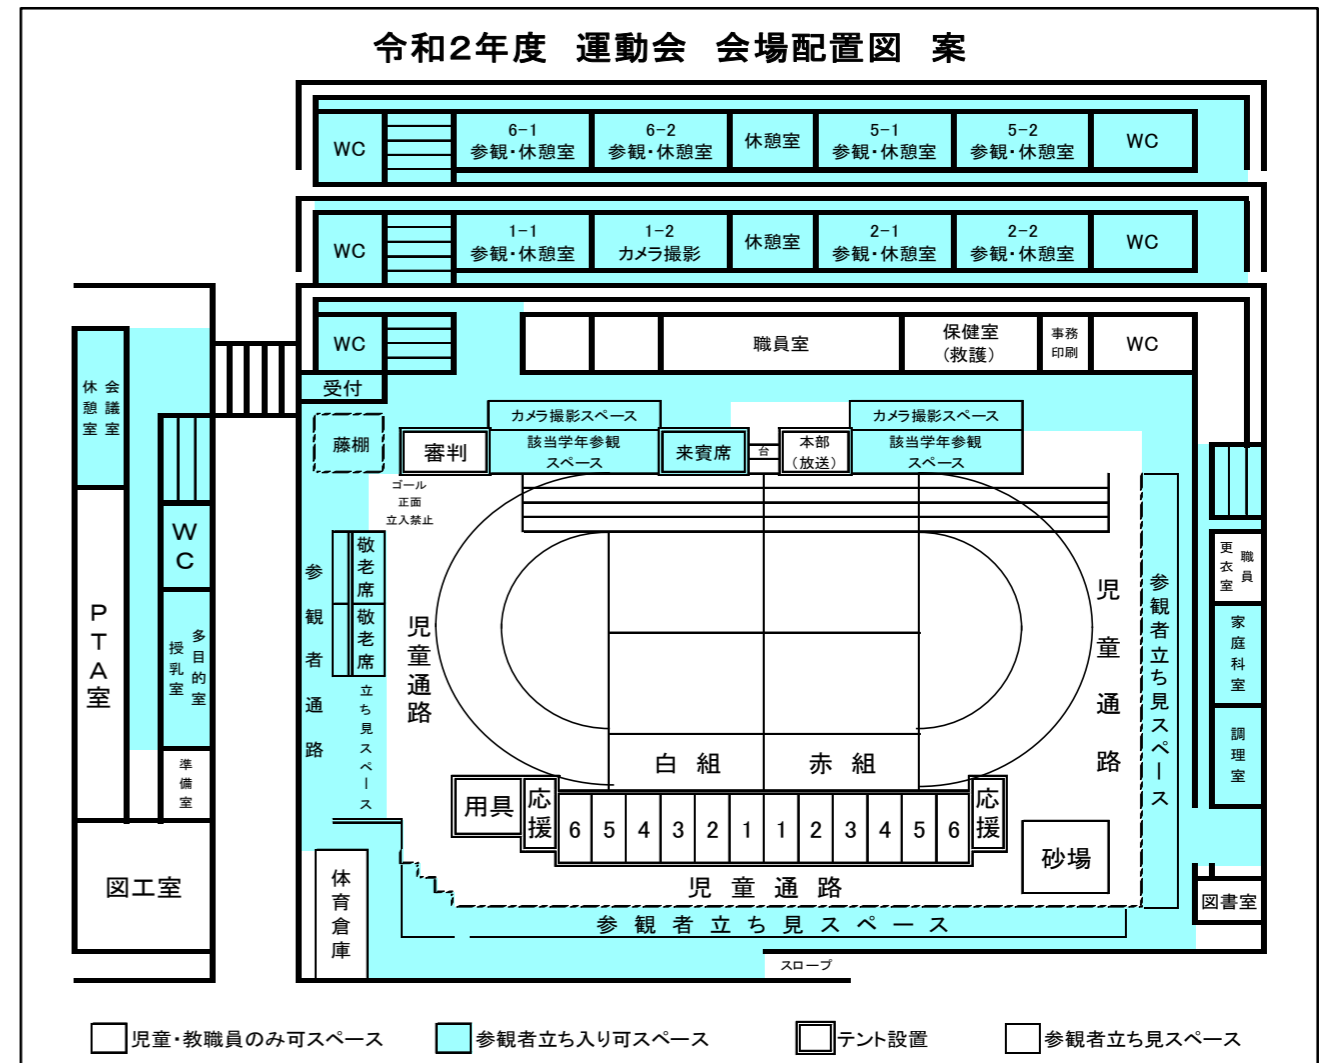 令和2年度　運動会　会場配置図　案
WC
6-1
参観・休憩室
6-2
参観・休憩室
休憩室
5-1
参観・休憩室
5-2
参観・休憩室
WC
WC
1-1
参観・休憩室
1-2
カメラ撮影
休憩室
2-1
参観・休憩室
2-2
参観・休憩室
WC
WC
職員室
保健室
(救護)
事務
印刷
WC
受付
会議室
休憩室
藤棚
審判
カメラ撮影スペース
該当学年参観
スペース
来賓席
台
本部
(放送)
カメラ撮影スペース
該当学年参観
スペース
ゴール
正面
立入禁止
WC
PTA室
多目的室
授乳室
準備室
図工室
参観者通路
敬老席
敬老席
立ち見スペース
児童通路
児童通路
参観者立ち見スペース
職員
更衣室
家庭科室
調理室
図書室
白組
赤組
用具
応援
6 5 4 3 2 1 1 2 3 4 5 6
応援
砂場
児童通路
体育倉庫
参観者立ち見スペース
スロープ
児童・教職員のみ可スペース
参観者立ち入り可スペース
テント設置
参観者立ち見スペース